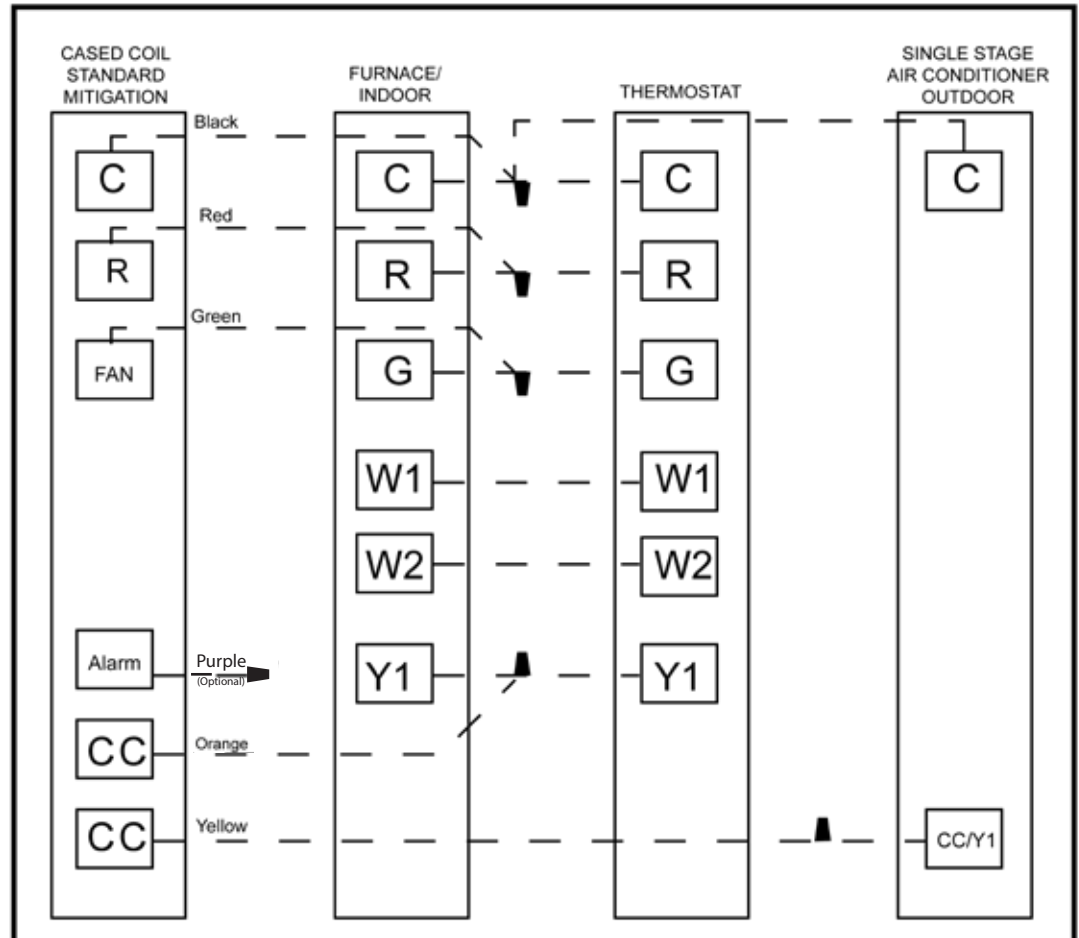 CASED COIL
STANDARD
MITIGATION
FURNACE/
INDOOR
THERMOSTAT
SINGLE STAGE
AIR CONDITIONER
OUTDOOR
Black
C
C
C
C
Red
R
R
R
Green
FAN
G
G
W1
W1
W2
W2
Alarm
Purple
(Optional)
Y1
Y1
CC
Orange
CC
Yellow
CC/Y1